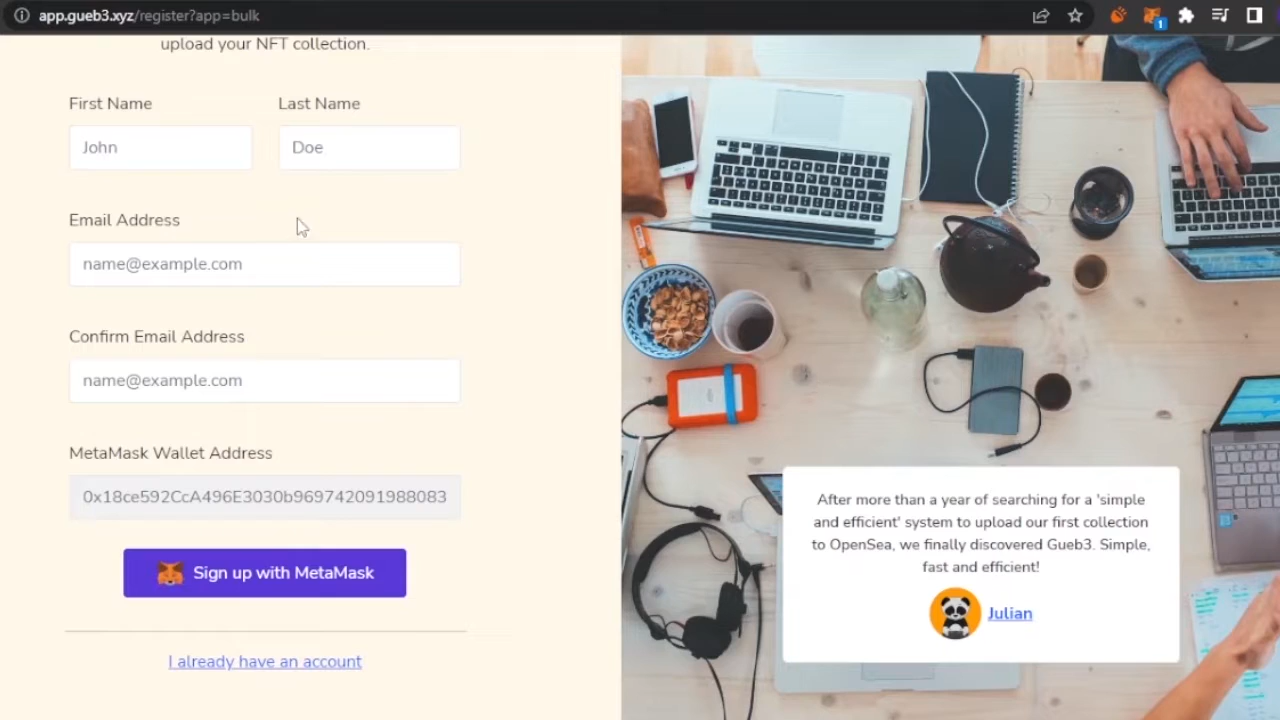 app.gueb3.xyz/register?app=bulk
1
upload your NFT collection.
First Name
Last Name
John
Doe
Email Address
name@example.com
Confirm Email Address
name@example.com
MetaMask Wallet Address
0x18ce592CcA496E3030b969742091988083
Sign up with MetaMask
I already have an account
After more than a year of searching for a 'simple
and efficient' system to upload our first collection
to OpenSea, we finally discovered Gueb3. Simple,
fast and efficient!
Julian